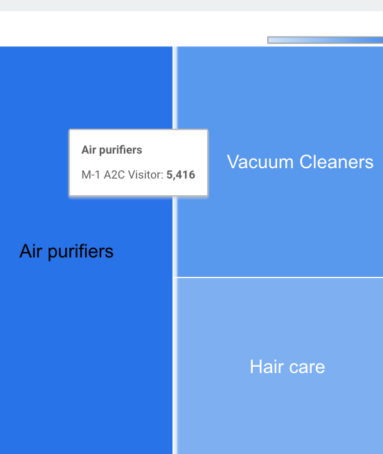 Air purifiers
M-1 A2C Visitor: 5,416
Vacuum Cleaners
Air purifiers
Hair care